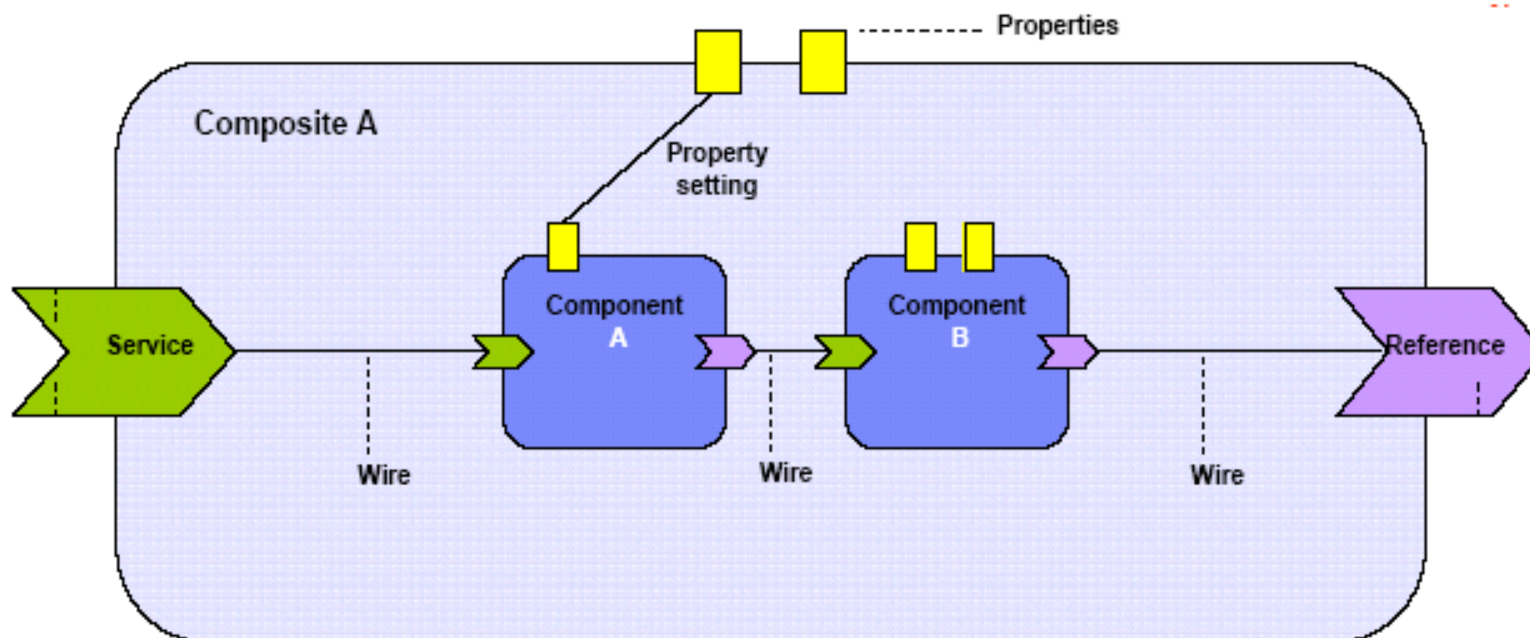 Properties
Composite A
Property
setting
Component
A
Component
B
Service
Reference
Wire
Wire
Wire